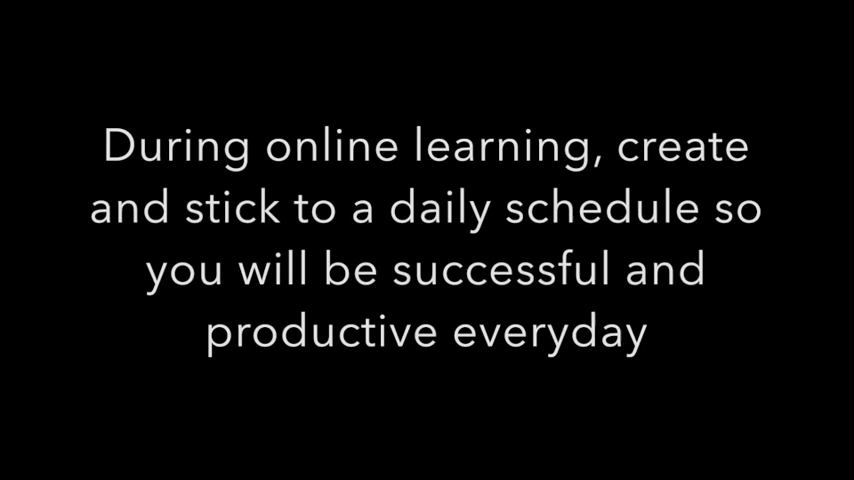 During online learning, create
and stick to a daily schedule so
you will be successful and
productive everyday